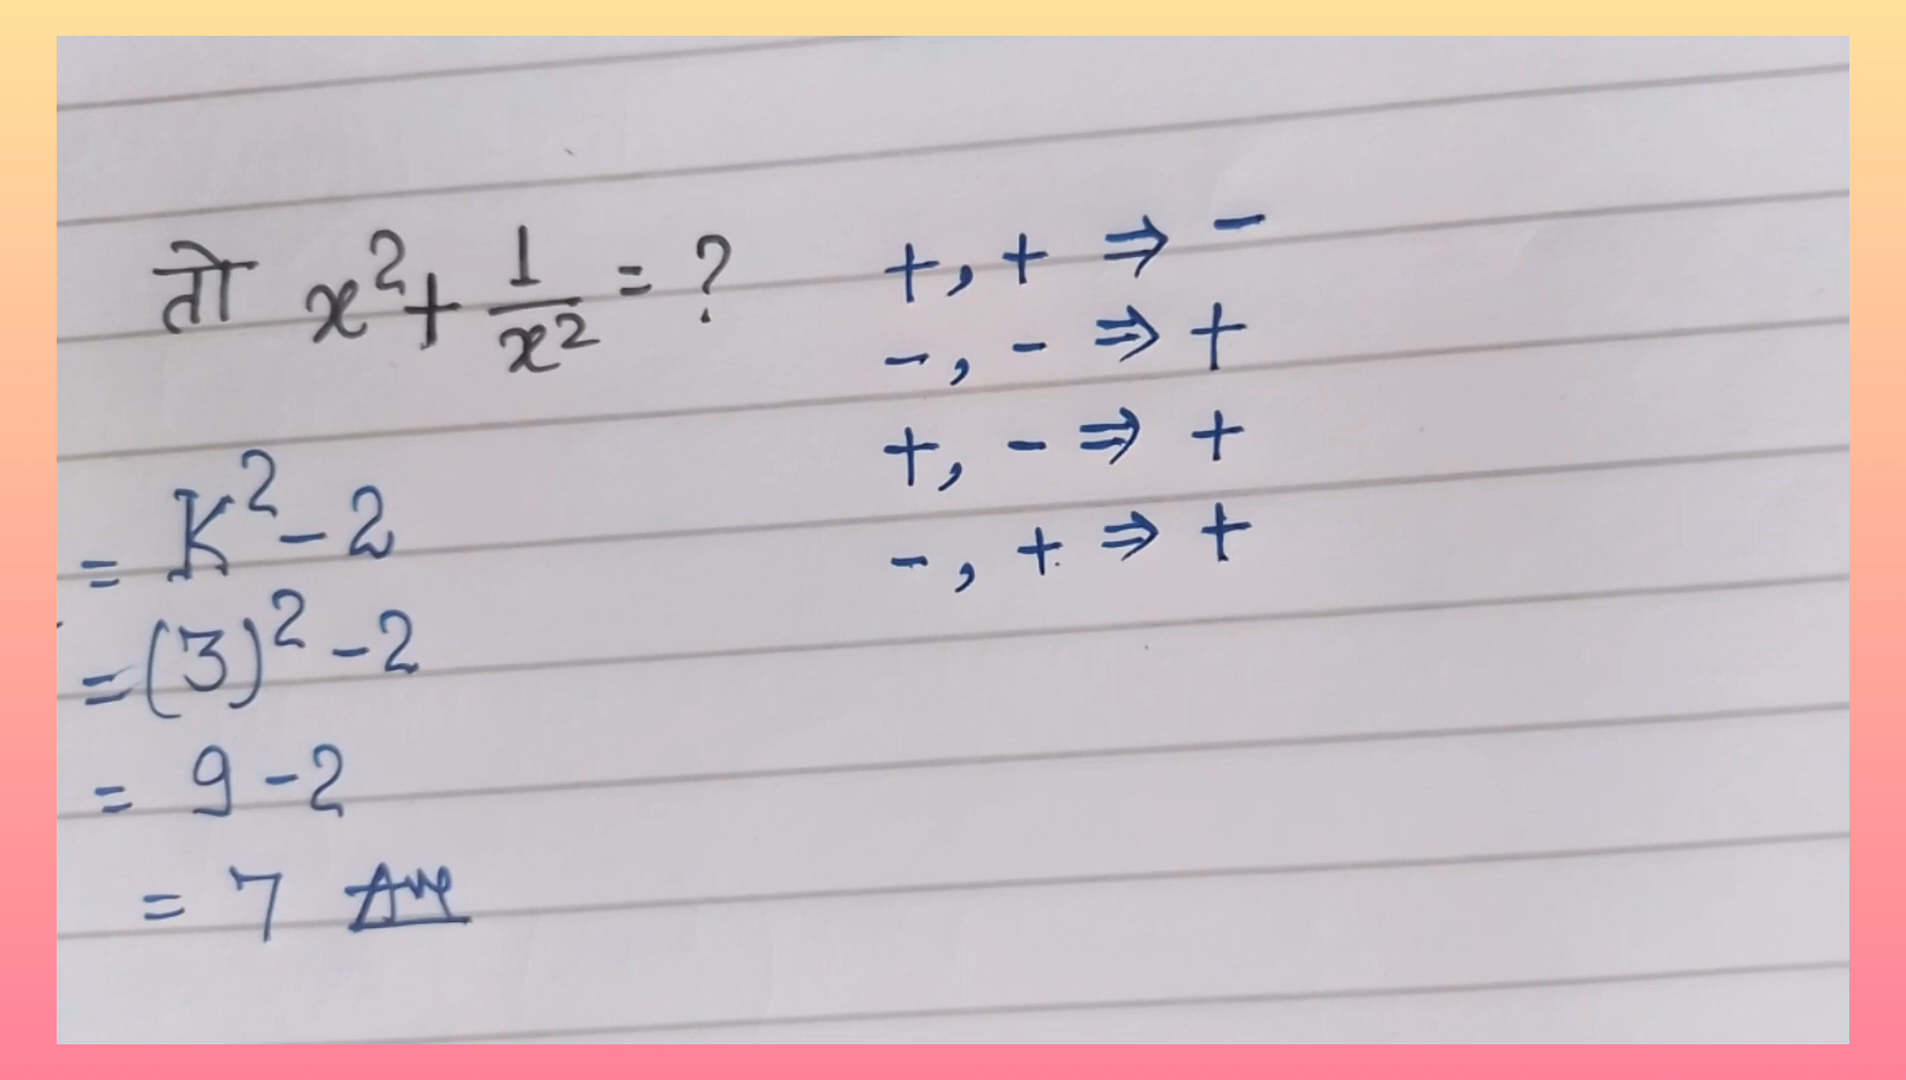 तो x² + 1/x² = ?
= K² - 2
= (3)² - 2
= 9 - 2
= 7 Ans
+, + ⇒ -
-, - ⇒ +
+, - ⇒ +
-, + ⇒ +